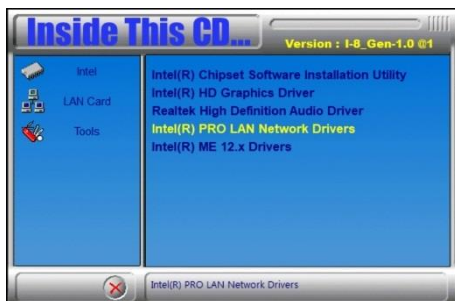 Inside This CD...
Version : I-8_Gen-1.0 @1
Intel
LAN Card
Tools
Intel(R) Chipset Software Installation Utility
Intel(R) HD Graphics Driver
Realtek High Definition Audio Driver
Intel(R) PRO LAN Network Drivers
Intel(R) ME 12.x Drivers
Intel(R) PRO LAN Network Drivers